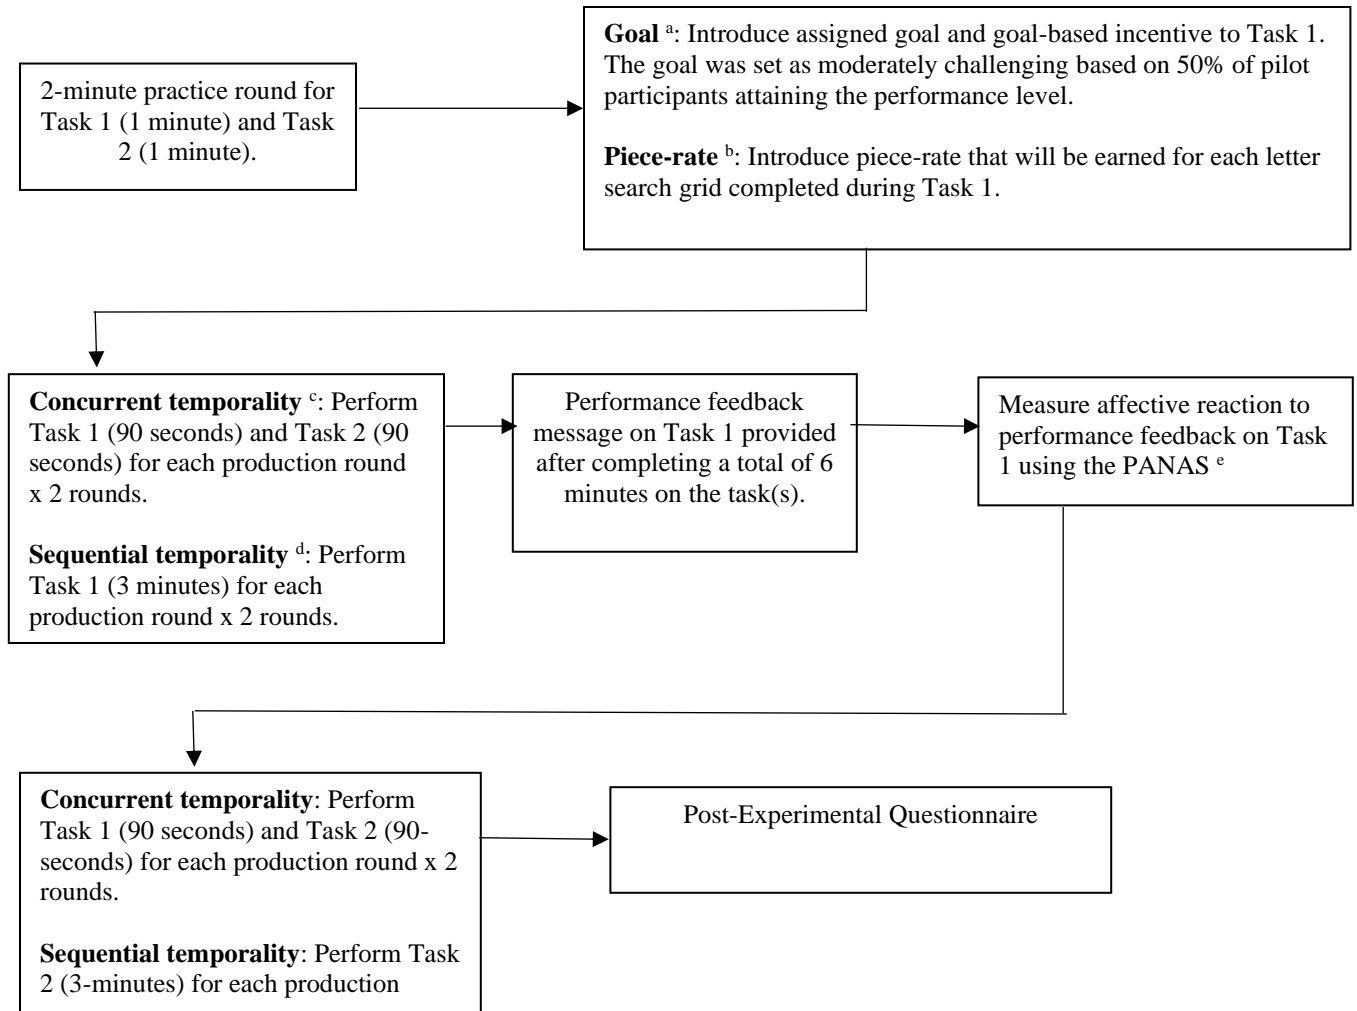 2-minute practice round for
Task 1 (1 minute) and Task
2 (1 minute).
Goal ᵃ: Introduce assigned goal and goal-based incentive to Task 1.
The goal was set as moderately challenging based on 50% of pilot
participants attaining the performance level.
Piece-rate ᵇ: Introduce piece-rate that will be earned for each letter
search grid completed during Task 1.
Concurrent temporality ᶜ: Perform
Task 1 (90 seconds) and Task 2 (90
seconds) for each production round
x 2 rounds.
Sequential temporality ᵈ: Perform
Task 1 (3 minutes) for each
production round x 2 rounds.
Performance feedback
message on Task 1 provided
after completing a total of 6
minutes on the task(s).
Measure affective reaction to
performance feedback on Task
1 using the PANAS ᵉ
Concurrent temporality: Perform
Task 1 (90 seconds) and Task 2 (90-
seconds) for each production round x 2
rounds.
Sequential temporality: Perform Task
2 (3-minutes) for each production
Post-Experimental Questionnaire